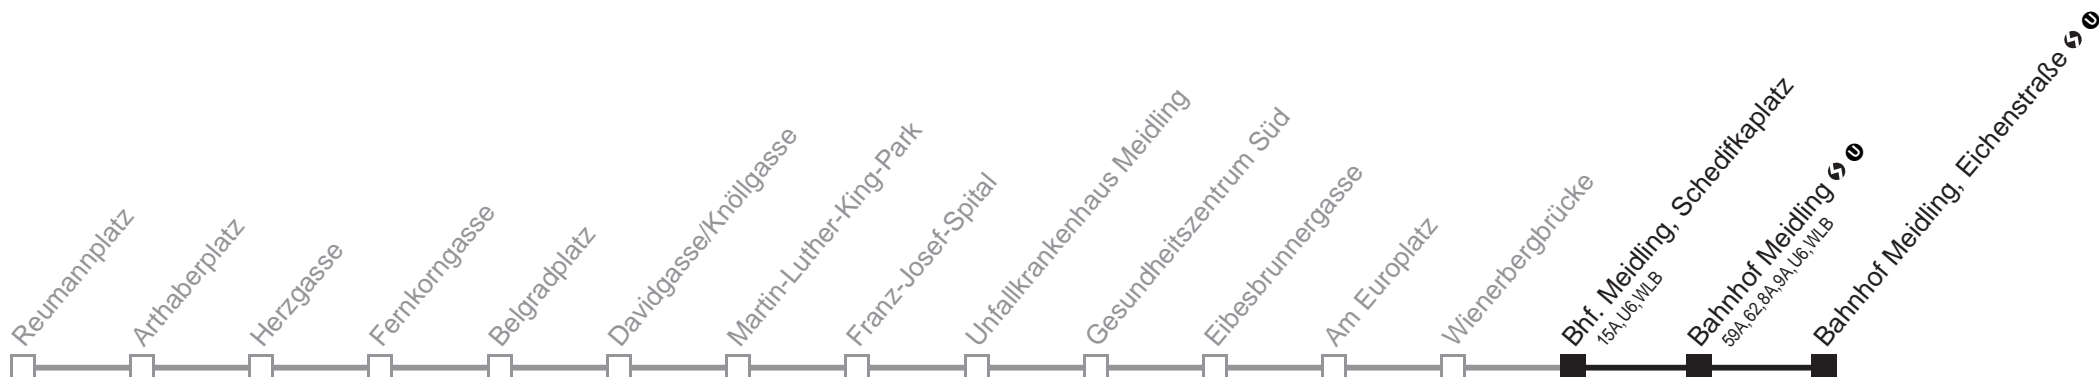 Reumannplatz
Arthaberplatz
Herzgasse
Fernkorngasse
Belgradplatz
Davidgasse/Knöllgasse
Martin-Luther-King-Park
Franz-Josef-Spital
Unfallkrankenhaus Meidling
Gesundheitszentrum Süd
Eibesbrunnergasse
Am Europlatz
Wienerbergbrücke
Bhf. Meidling, Schedifkaplatz
15A,U6,WLB
Bahnhof Meidling S U
59A,62,8A,9A,U6,WLB
Bahnhof Meidling, Eichenstraße S U